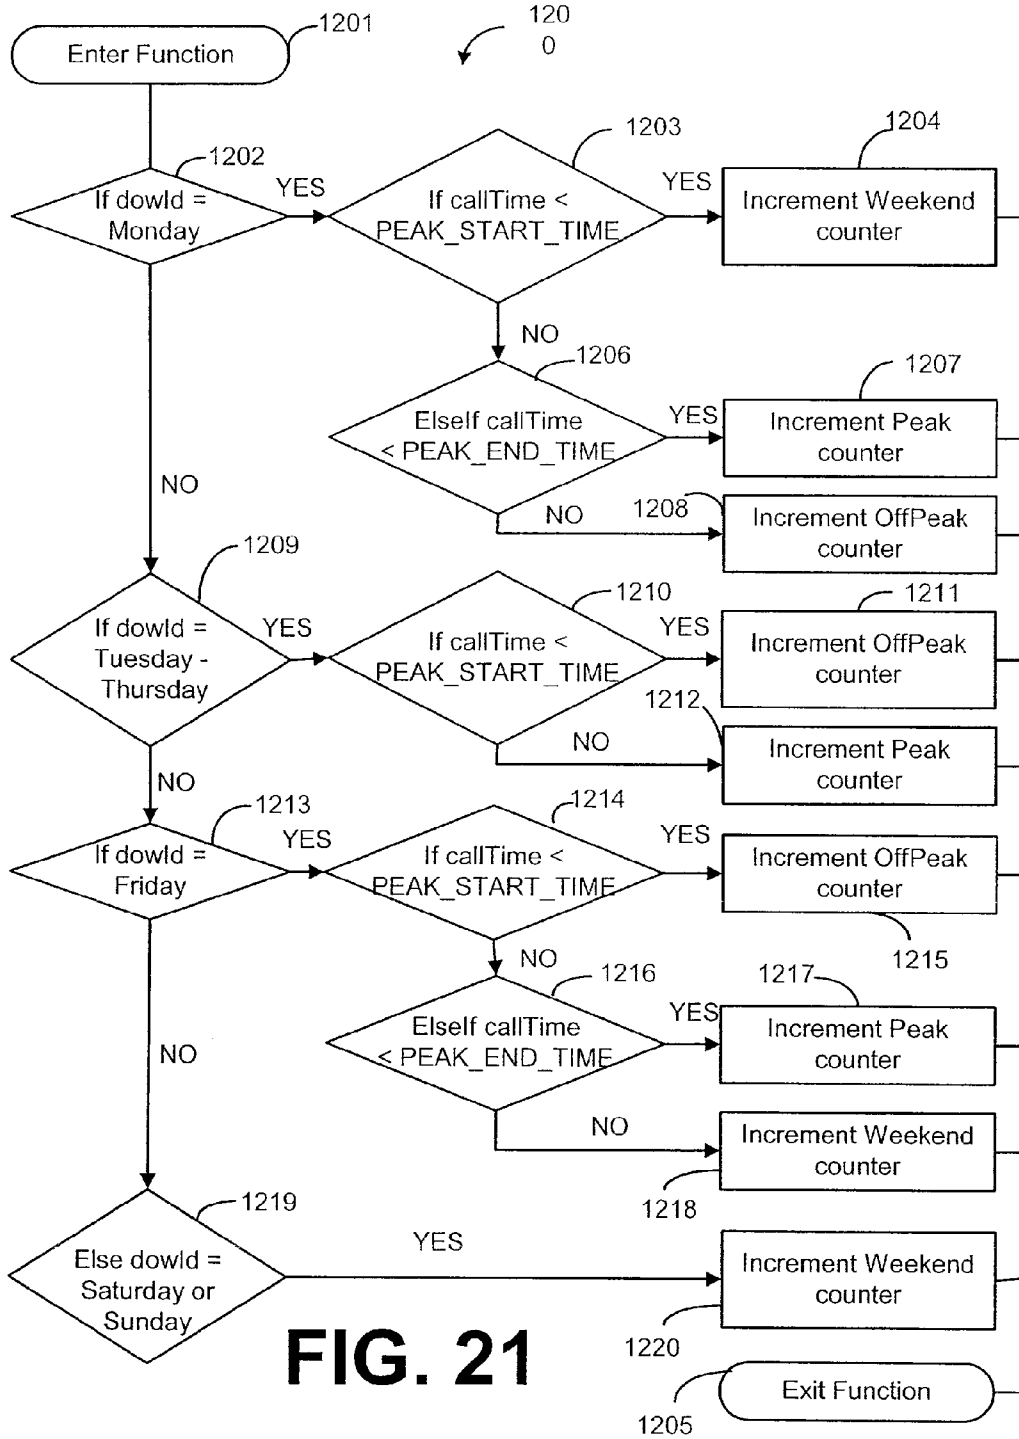 1201
120
0
Enter Function
1202
1203
1204
If dowId =
Monday
YES
If callTime <
PEAK_START_TIME
YES
Increment Weekend
counter
NO
1206
1207
ElseIf callTime
< PEAK_END_TIME
YES
Increment Peak
counter
NO
NO
1208
Increment OffPeak
counter
1209
1210
1211
If dowId =
Tuesday -
Thursday
YES
If callTime <
PEAK_START_TIME
YES
Increment OffPeak
counter
1212
NO
Increment Peak
counter
NO
1213
1214
If dowId =
Friday
YES
If callTime <
PEAK_START_TIME
YES
Increment OffPeak
counter
1215
NO
1216
1217
ElseIf callTime
< PEAK_END_TIME
YES
Increment Peak
counter
NO
NO
Increment Weekend
counter
1218
1219
Else dowId =
Saturday or
Sunday
YES
Increment Weekend
counter
1220
FIG. 21
Exit Function
1205